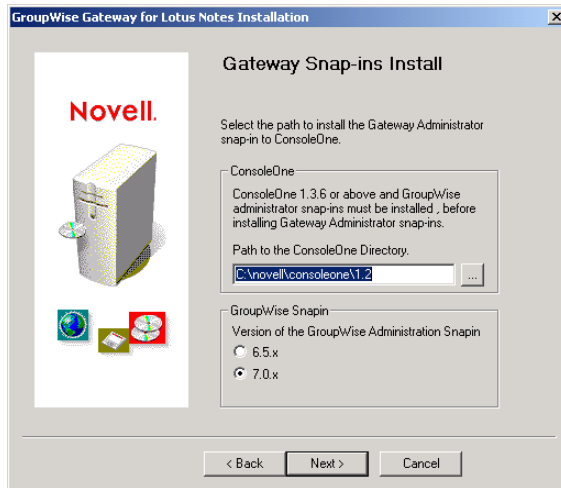 GroupWise Gateway for Lotus Notes Installation
Gateway Snap-ins Install
Novell.
Select the path to install the Gateway Administrator
snap-in to ConsoleOne.
ConsoleOne
ConsoleOne 1.3.6 or above and GroupWise
administrator snap-ins must be installed , before
installing Gateway Administrator snap-ins.
Path to the ConsoleOne Directory.
C:\novell\consoleone\1.2
...
GroupWise Snapin
Version of the GroupWise Administration Snapin
6.5.x
7.0.x
< Back
Next >
Cancel